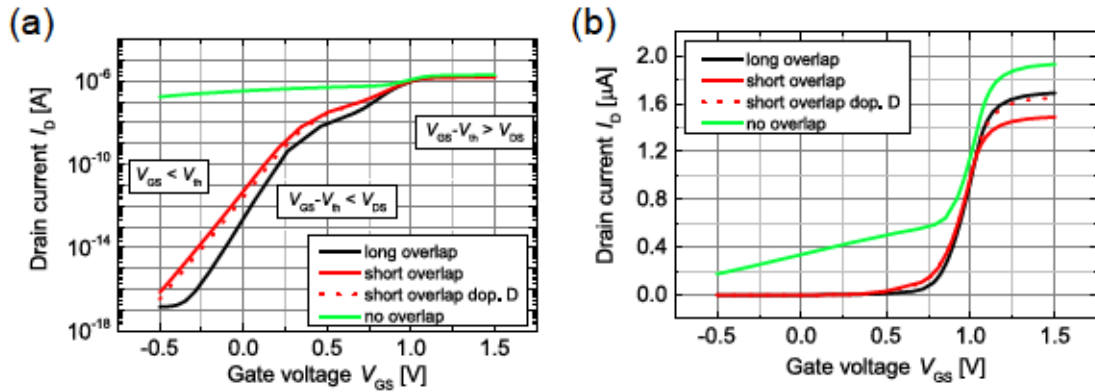 (a)
Drain current I_D [A]
10^-6
10^-10
10^-14
10^-18
V_GS < V_th
V_GS-V_th > V_DS
V_GS-V_th < V_DS
long overlap
short overlap
short overlap dop. D
no overlap
-0.5 0.0 0.5 1.0 1.5
Gate voltage V_GS [V]
(b)
Drain current I_D [µA]
2.0
1.6
1.2
0.8
0.4
0.0
long overlap
short overlap
short overlap dop. D
no overlap
-0.5 0.0 0.5 1.0 1.5
Gate voltage V_GS [V]